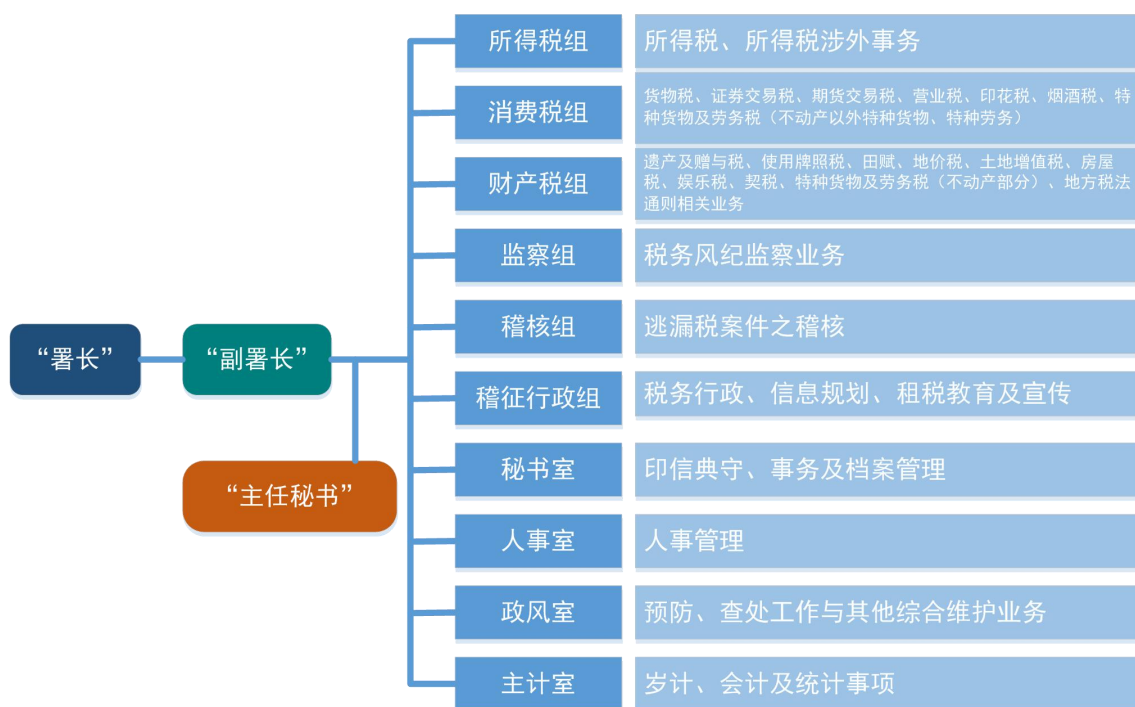 所得税组
所得税、所得税涉外事务
消费税组
货物税、证券交易税、期货交易税、营业税、印花税、烟酒税、特
种货物及劳务税（不动产以外特种货物、特种劳务）
财产税组
遗产及赠与税、使用牌照税、田赋、地价税、土地增值税、房屋
税、娱乐税、契税、特种货物及劳务税（不动产部分）、地方税法
通则相关业务
监察组
税务风纪监察业务
稽核组
逃漏税案件之稽核
“署长”
“副署长”
稽征行政组
税务行政、信息规划、租税教育及宣传
秘书室
印信典守、事务及档案管理
“主任秘书”
人事室
人事管理
政风室
预防、查处工作与其他综合维护业务
主计室
岁计、会计及统计事项